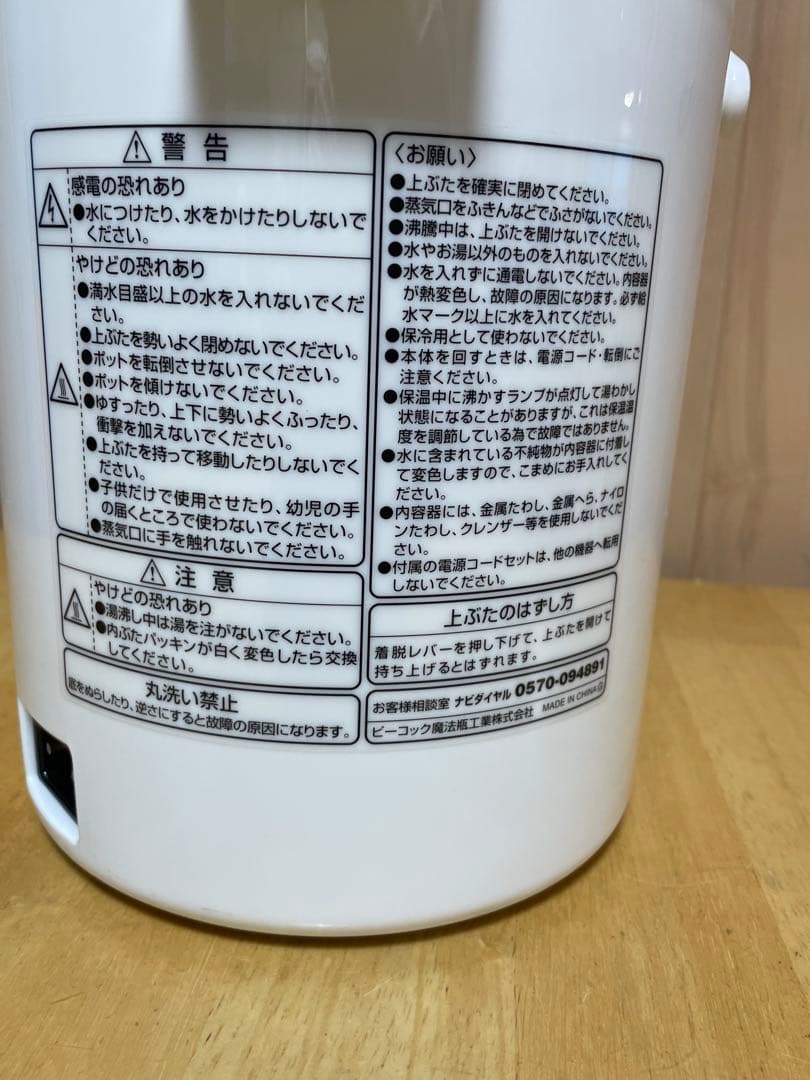 ⚠警告
感電の恐れあり
●水につけたり、水をかけたりしないで
ください。
やけどの恐れあり
●満水目盛以上の水を入れないでくだ
さい。
●上ぶたを勢いよく閉めないでください。
●ポットを転倒させないでください。
●ポットを傾けないでください。
●ゆすったり、上下に勢いよくふったり、
衝撃を加えないでください。
●上ぶたを持って移動したりしないでく
ださい。
●子供だけで使用させたり、幼児の手
の届くところで使わないでください。
●蒸気口に手を触れないでください。
⚠注意
やけどの恐れあり
●湯沸し中は湯を注がないでください。
●内ぶたパッキンが白く変色したら交換
してください。
丸洗い禁止
底をぬらしたり、逆さにすると故障の原因になります。
〈お願い〉
●上ぶたを確実に閉めてください。
●蒸気口をふきんなどでふさがないでください。
●沸騰中は、上ぶたを開けないでください。
●水やお湯以外のものを入れないでください。
●水を入れずに通電しないでください。内容器
が熱変色し、故障の原因になります。必ず給
水マーク以上に水を入れてください。
●保冷用として使わないでください。
●本体を回すときは、電源コード・転倒にご
注意ください。
●保温中に沸かすランプが点灯して湯わかし
状態になることがありますが、これは保温温
度を調節している為で故障ではありません。
●水に含まれている不純物が内容器に付着し
て変色しますので、こまめにお手入れしてく
ださい。
●内容器には、金属たわし、金属へら、ナイロ
ンたわし、クレンザー等を使用しないでくだ
さい。
●付属の電源コードセットは、他の機器へ転用
しないでください。
上ぶたのはずし方
着脱レバーを押し下げて、上ぶたを開けて
持ち上げるとはずれます。
お客様相談室 ナビダイヤル 0570-094891
ピーコック魔法瓶工業株式会社 MADE IN CHINA Ⓖ